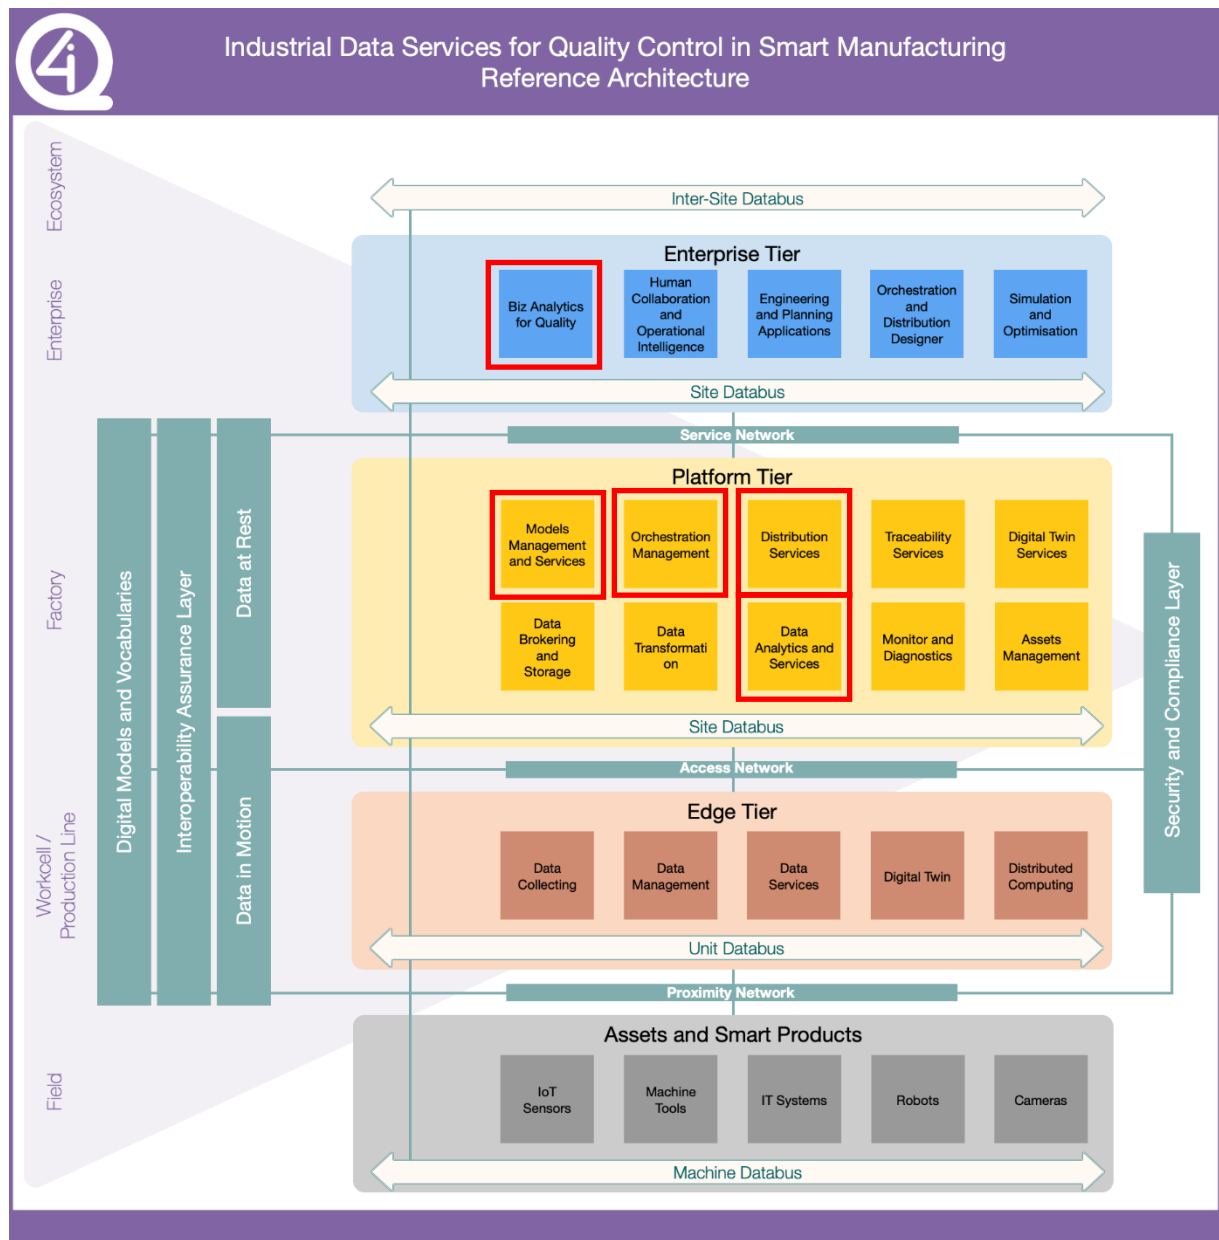 4i
Industrial Data Services for Quality Control in Smart Manufacturing
Reference Architecture
Ecosystem
Inter-Site Databus
Enterprise
Enterprise Tier
Biz Analytics
for Quality
Human
Collaboration
and
Operational
Intelligence
Engineering
and Planning
Applications
Orchestration
and
Distribution
Designer
Simulation
and
Optimisation
Site Databus
Service Network
Digital Models and Vocabularies
Interoperability Assurance Layer
Data at Rest
Data in Motion
Security and Compliance Layer
Factory
Platform Tier
Models
Management
and Services
Orchestration
Management
Distribution
Services
Traceability
Services
Digital Twin
Services
Data
Brokering
and
Storage
Data
Transformati
on
Data
Analytics and
Services
Monitor and
Diagnostics
Assets
Management
Site Databus
Access Network
Workcell /
Production Line
Edge Tier
Data
Collecting
Data
Management
Data
Services
Digital Twin
Distributed
Computing
Unit Databus
Proximity Network
Field
Assets and Smart Products
IoT
Sensors
Machine
Tools
IT Systems
Robots
Cameras
Machine Databus